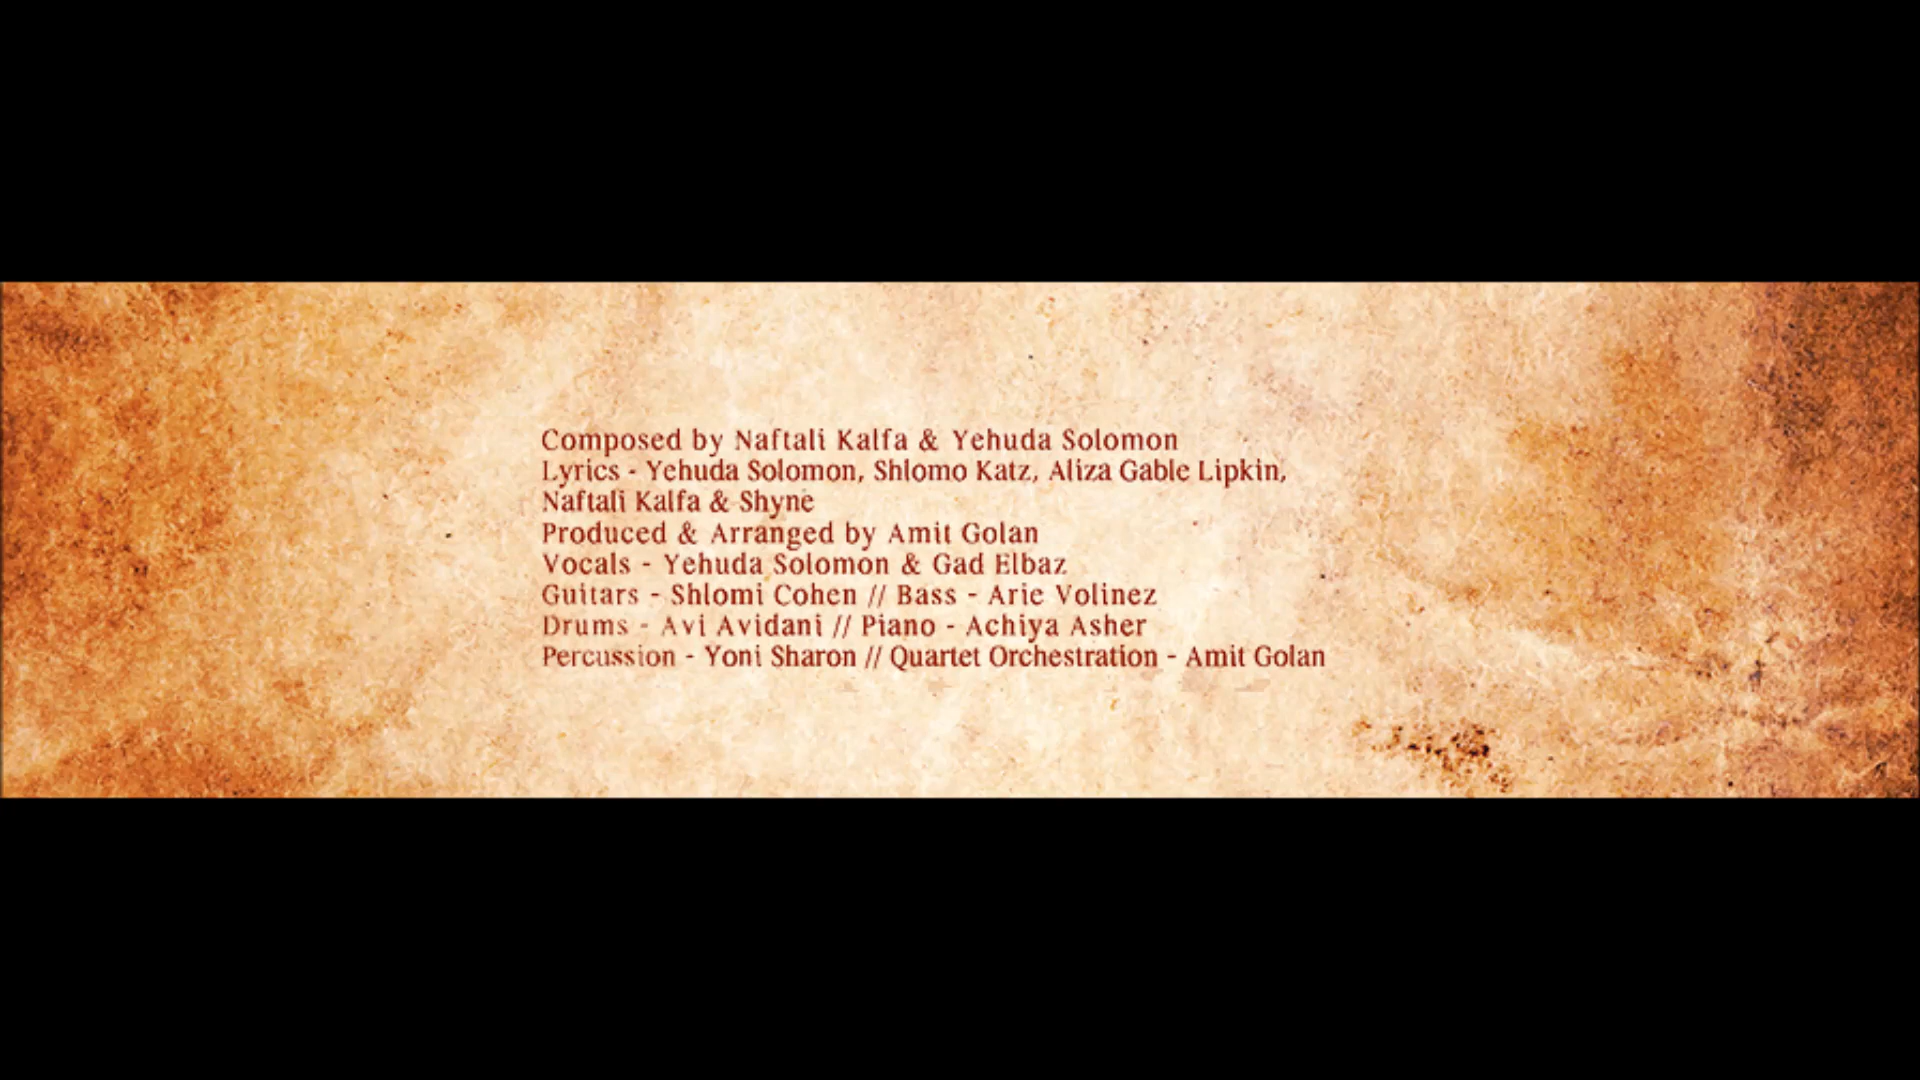 Composed by Naftali Kalfa & Yehuda Solomon
Lyrics - Yehuda Solomon, Shlomo Katz, Aliza Gable Lipkin,
Naftali Kalfa & Shyne
Produced & Arranged by Amit Golan
Vocals - Yehuda Solomon & Gad Elbaz
Guitars - Shlomi Cohen // Bass - Arie Volinez
Drums - Avi Avidani // Piano - Achiya Asher
Percussion - Yoni Sharon // Quartet Orchestration - Amit Golan